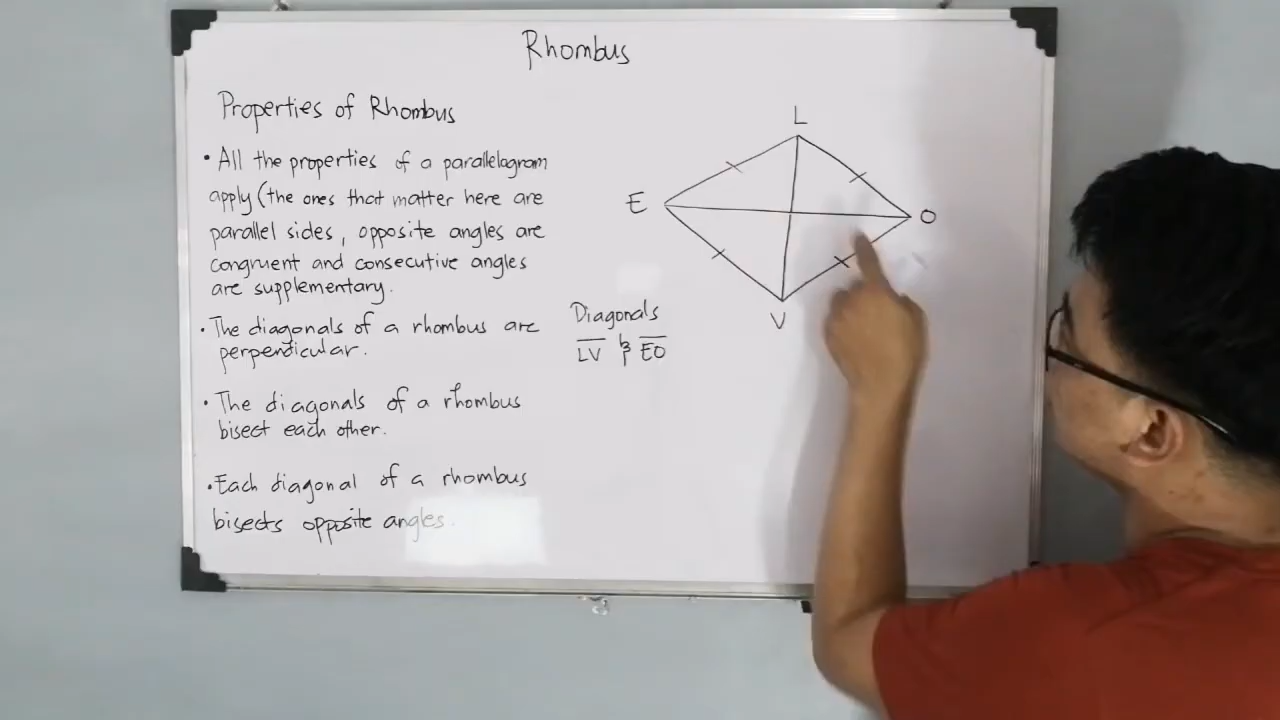 Rhombus
Properties of Rhombus
• All the properties of a parallelogram
apply (the ones that matter here are
parallel sides, opposite angles are
congruent and consecutive angles
are supplementary.
• The diagonals of a rhombus are
perpendicular.
• The diagonals of a rhombus
bisect each other.
• Each diagonal of a rhombus
bisects opposite angles.
Diagonals
L̅V̅ & E̅O̅
L
E
O
V